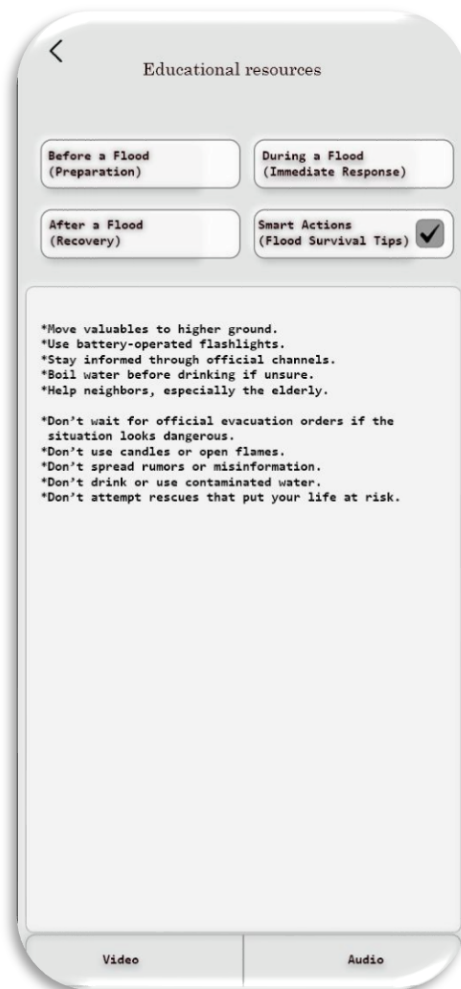 Educational resources
Before a Flood
(Preparation)
During a Flood
(Immediate Response)
After a Flood
(Recovery)
Smart Actions
(Flood Survival Tips)
*Move valuables to higher ground.
*Use battery-operated flashlights.
*Stay informed through official channels.
*Boil water before drinking if unsure.
*Help neighbors, especially the elderly.
*Don’t wait for official evacuation orders if the
situation looks dangerous.
*Don’t use candles or open flames.
*Don’t spread rumors or misinformation.
*Don’t drink or use contaminated water.
*Don’t attempt rescues that put your life at risk.
Video
Audio